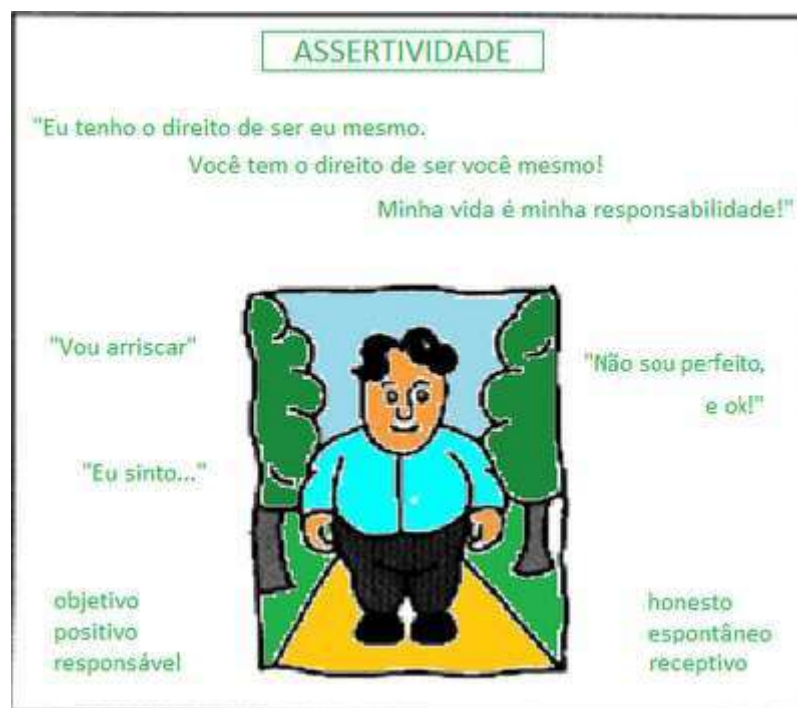 ASSERTIVIDADE
"Eu tenho o direito de ser eu mesmo.
Você tem o direito de ser você mesmo!
Minha vida é minha responsabilidade!"
"Vou arriscar"
"Não sou perfeito,
e ok!"
"Eu sinto..."
objetivo
positivo
responsável
honesto
espontâneo
receptivo